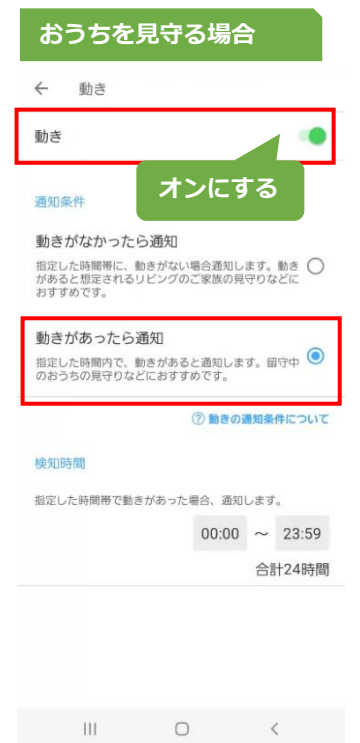 おうちを見守る場合
← 動き
動き
オンにする
通知条件
動きがなかったら通知
指定した時間帯に、動きがない場合通知します。動き
があると想定されるリビングのご家族の見守りなどに
おすすめです。
動きがあったら通知
指定した時間内で、動きがあると通知します。留守中
のおうちの見守りなどにおすすめです。
? 動きの通知条件について
検知時間
指定した時間帯で動きがあった場合、通知します。
00:00 ～ 23:59
合計24時間